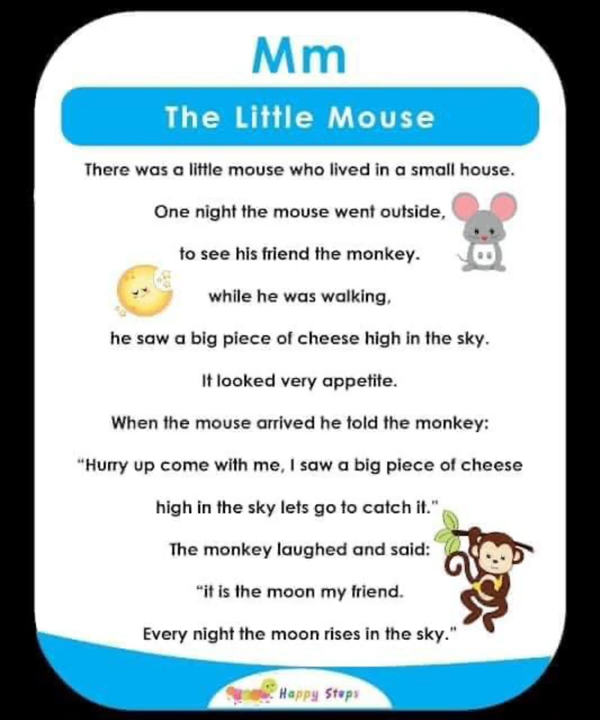 Mm
The Little Mouse
There was a little mouse who lived in a small house.
One night the mouse went outside,
to see his friend the monkey.
while he was walking,
he saw a big piece of cheese high in the sky.
It looked very appetite.
When the mouse arrived he told the monkey:
"Hurry up come with me, I saw a big piece of cheese
high in the sky lets go to catch it."
The monkey laughed and said:
"it is the moon my friend.
Every night the moon rises in the sky."
Happy Steps